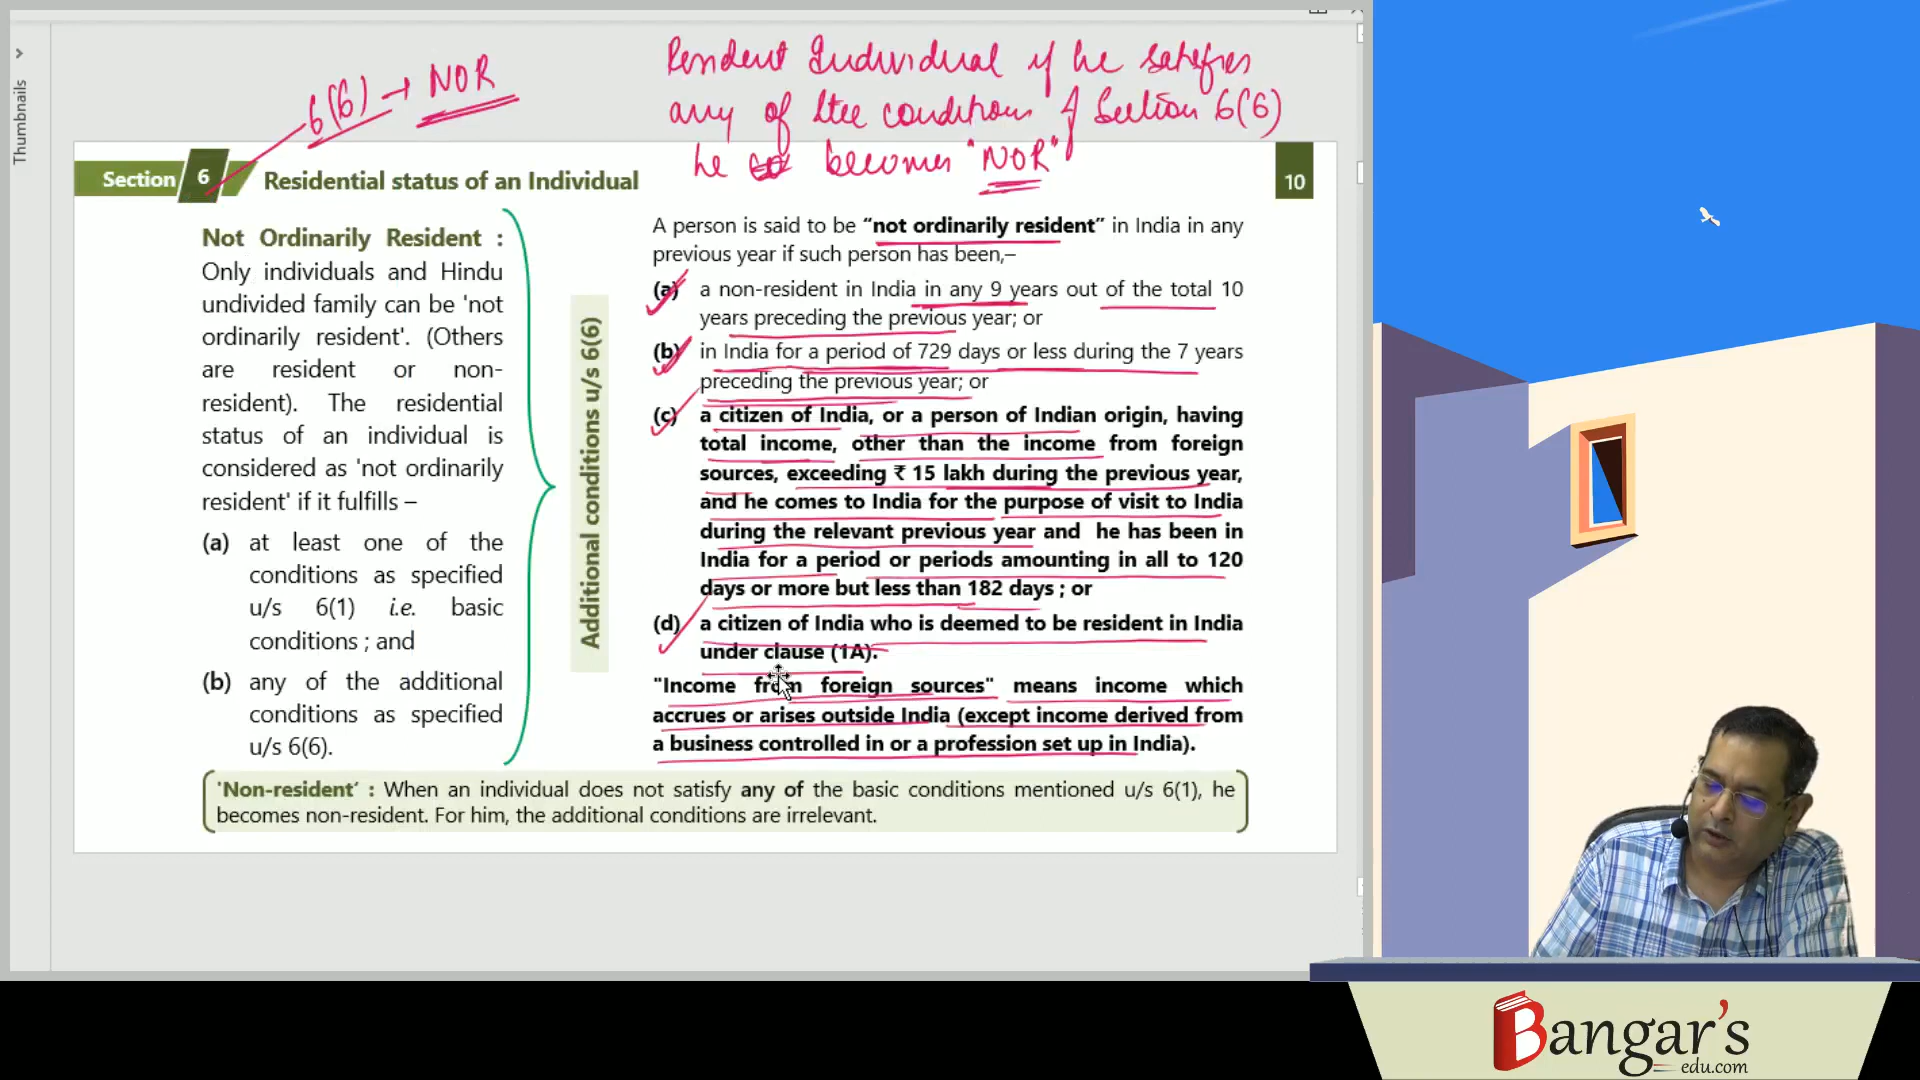 Thumbnails
6(6) → NOR
Resident Individual if he satisfies
any of the conditions of Section 6(6)
he becomes "NOR"
Section 6 Residential status of an Individual
10
Not Ordinarily Resident :
Only individuals and Hindu
undivided family can be 'not
ordinarily resident'. (Others
are resident or non-
resident). The residential
status of an individual is
considered as 'not ordinarily
resident' if it fulfills –
(a) at least one of the
conditions as specified
u/s 6(1) i.e. basic
conditions ; and
(b) any of the additional
conditions as specified
u/s 6(6).
Additional conditions u/s 6(6)
A person is said to be “not ordinarily resident” in India in any
previous year if such person has been,–
(a) a non-resident in India in any 9 years out of the total 10
years preceding the previous year; or
(b) in India for a period of 729 days or less during the 7 years
preceding the previous year; or
(c) a citizen of India, or a person of Indian origin, having
total income, other than the income from foreign
sources, exceeding ₹ 15 lakh during the previous year,
and he comes to India for the purpose of visit to India
during the relevant previous year and he has been in
India for a period or periods amounting in all to 120
days or more but less than 182 days ; or
(d) a citizen of India who is deemed to be resident in India
under clause (1A).
"Income from foreign sources" means income which
accrues or arises outside India (except income derived from
a business controlled in or a profession set up in India).
'Non-resident' : When an individual does not satisfy any of the basic conditions mentioned u/s 6(1), he
becomes non-resident. For him, the additional conditions are irrelevant.
Bangar's
edu.com